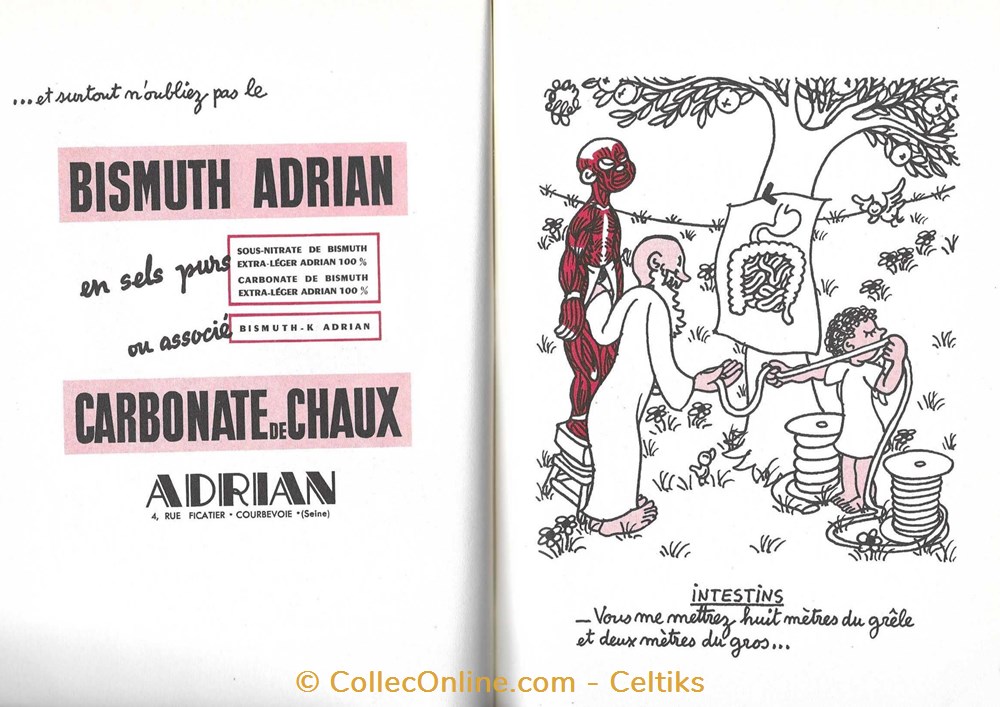 ...et surtout n'oubliez pas le
BISMUTH ADRIAN
en sels purs
SOUS-NITRATE DE BISMUTH
EXTRA-LÉGER ADRIAN 100 %
CARBONATE DE BISMUTH
EXTRA-LÉGER ADRIAN 100 %
ou associé
BISMUTH-K ADRIAN
CARBONATE DE CHAUX
ADRIAN
4, RUE FICATIER • COURBEVOIE • (Seine)
jean
effel
INTESTINS
— Vous me mettrez huit mètres du grêle
et deux mètres du gros...
© CollecOnline.com - Celtiks